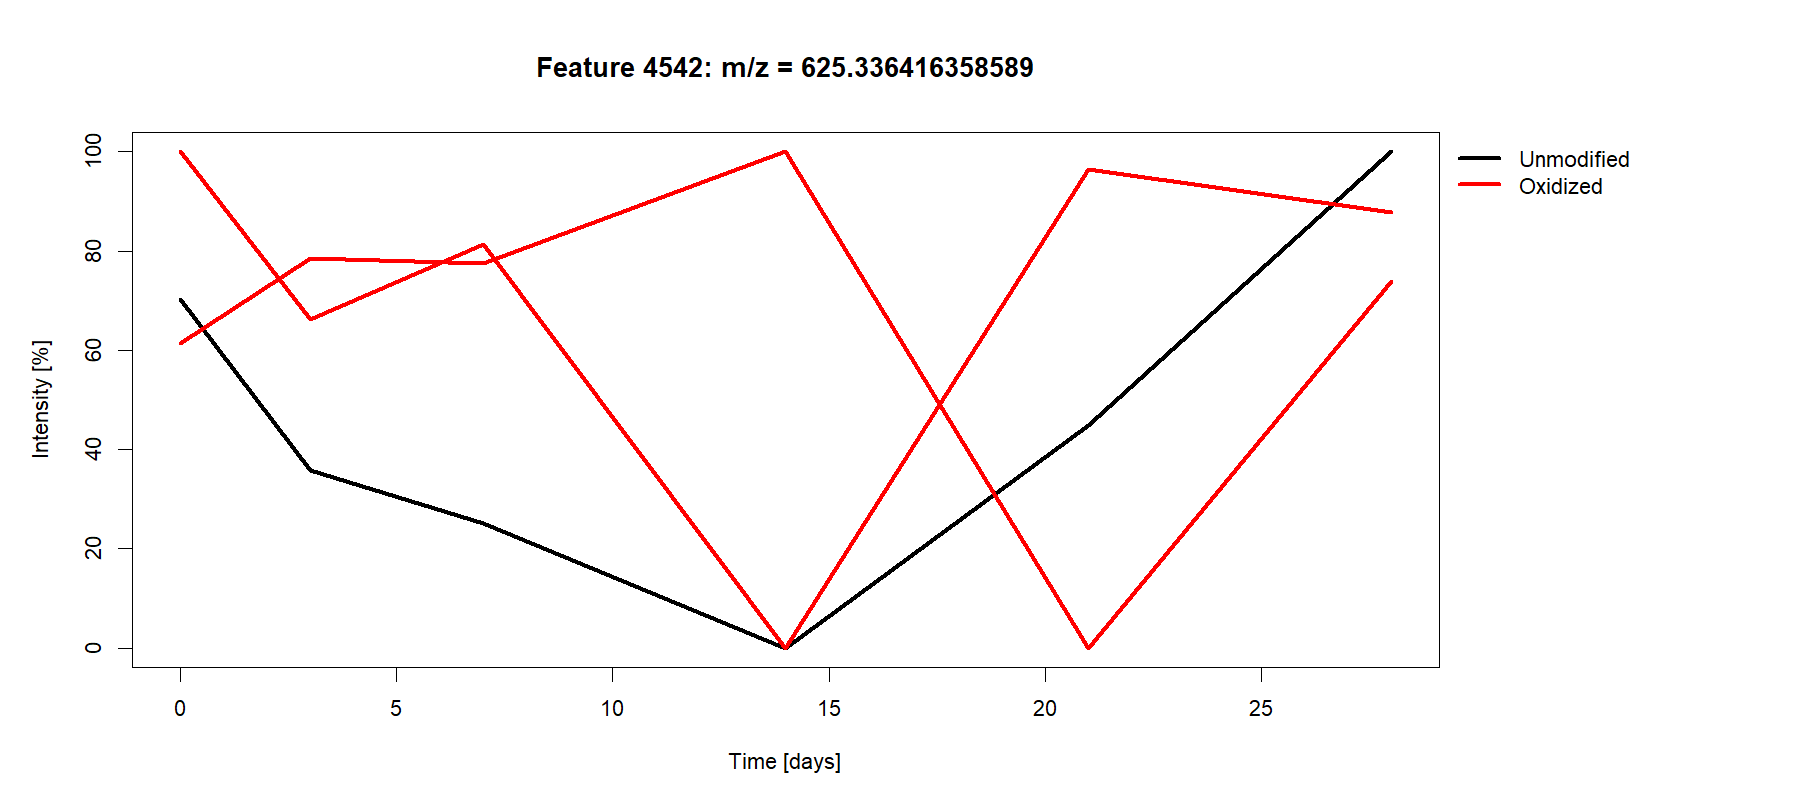 Feature 4542: m/z = 625.336416358589
Unmodified
Oxidized
Intensity [%]
100
80
60
40
20
0
0 5 10 15 20 25
Time [days]